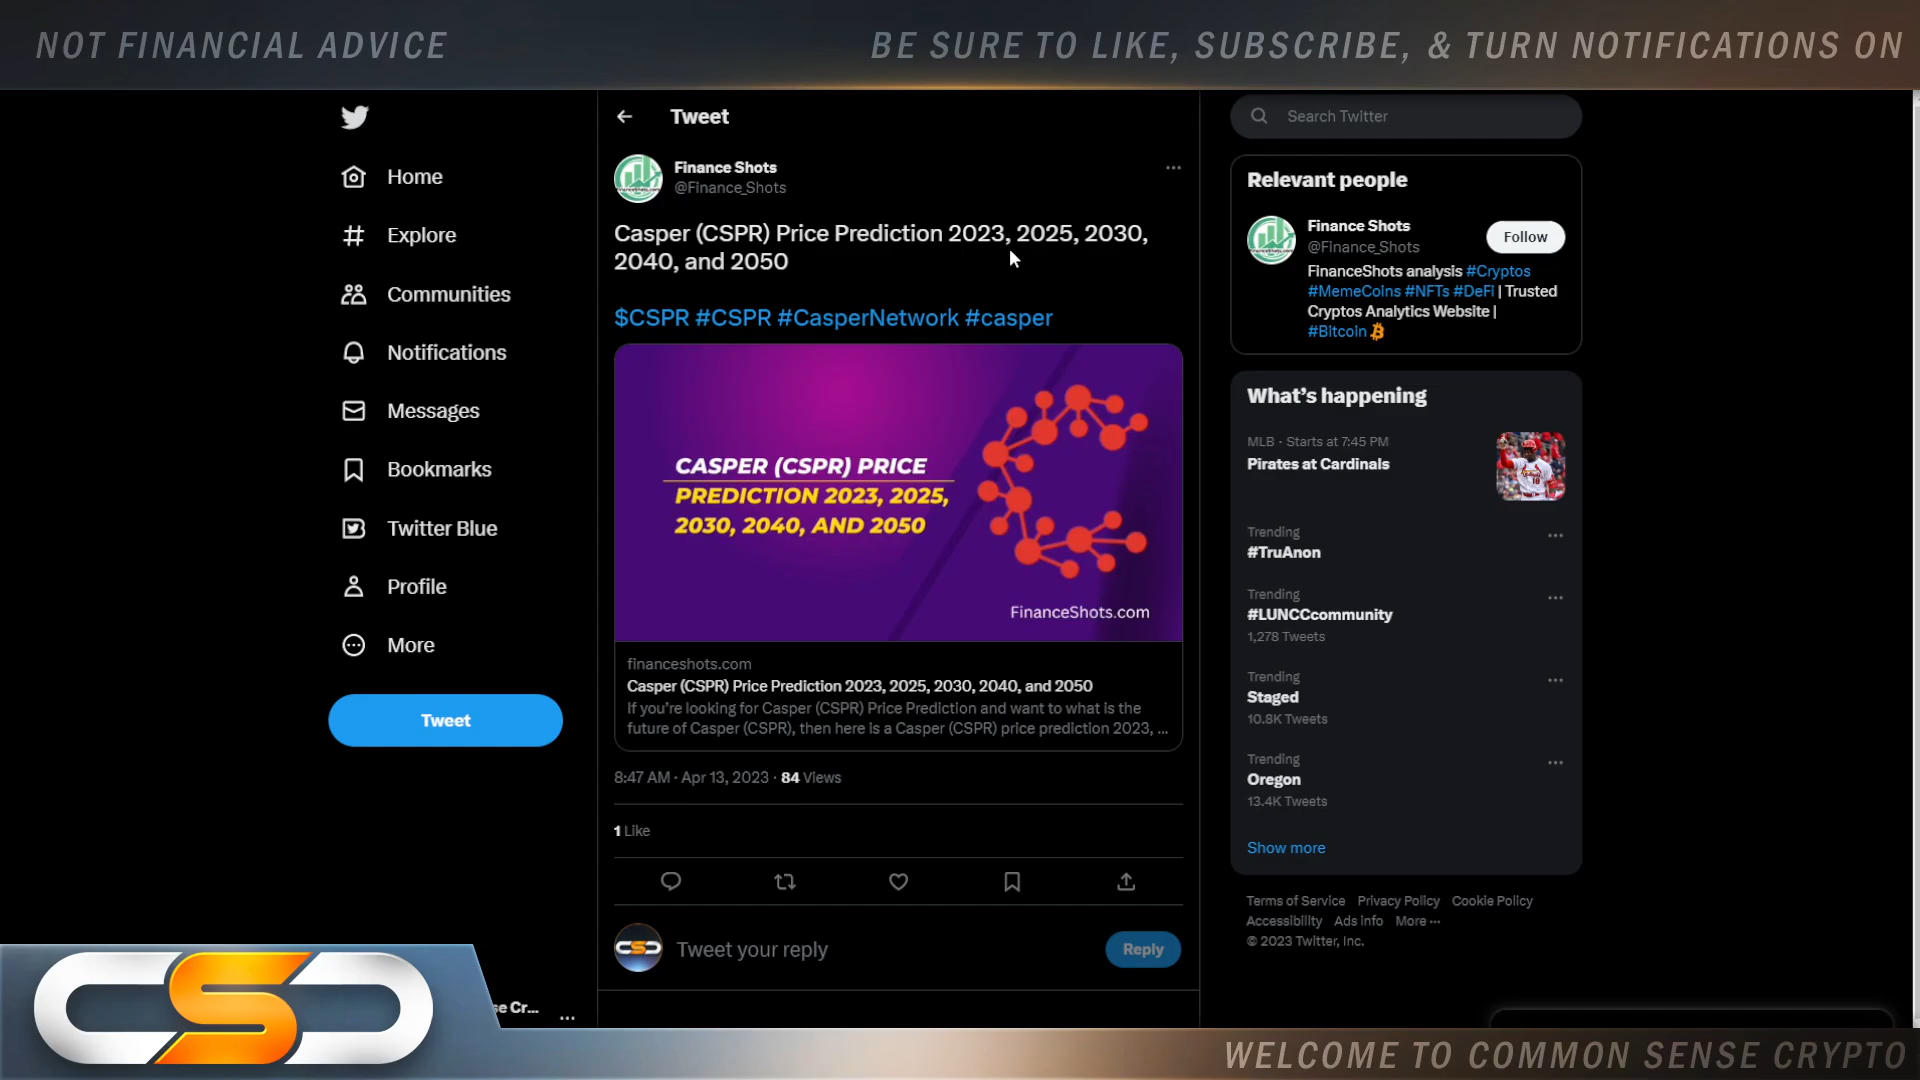 NOT FINANCIAL ADVICE
BE SURE TO LIKE, SUBSCRIBE, & TURN NOTIFICATIONS ON
Home
Explore
Communities
Notifications
Messages
Bookmarks
Twitter Blue
Profile
More
Tweet
se Cr... ...
Tweet
Finance Shots
@Finance_Shots
Casper (CSPR) Price Prediction 2023, 2025, 2030,
2040, and 2050
$CSPR #CSPR #CasperNetwork #casper
CASPER (CSPR) PRICE
PREDICTION 2023, 2025,
2030, 2040, AND 2050
FinanceShots.com
financeshots.com
Casper (CSPR) Price Prediction 2023, 2025, 2030, 2040, and 2050
If you're looking for Casper (CSPR) Price Prediction and want to what is the
future of Casper (CSPR), then here is a Casper (CSPR) price prediction 2023, ...
8:47 AM · Apr 13, 2023 · 84 Views
1 Like
Tweet your reply
Reply
Search Twitter
Relevant people
Finance Shots
@Finance_Shots
Follow
FinanceShots analysis #Cryptos
#MemeCoins #NFTs #DeFi | Trusted
Cryptos Analytics Website |
#Bitcoin
What's happening
MLB · Starts at 7:45 PM
Pirates at Cardinals
Trending
#TruAnon
Trending
#LUNCCcommunity
1,278 Tweets
Trending
Staged
10.8K Tweets
Trending
Oregon
13.4K Tweets
Show more
Terms of Service Privacy Policy Cookie Policy
Accessibility Ads info More ...
© 2023 Twitter, Inc.
CSC
WELCOME TO COMMON SENSE CRYPTO